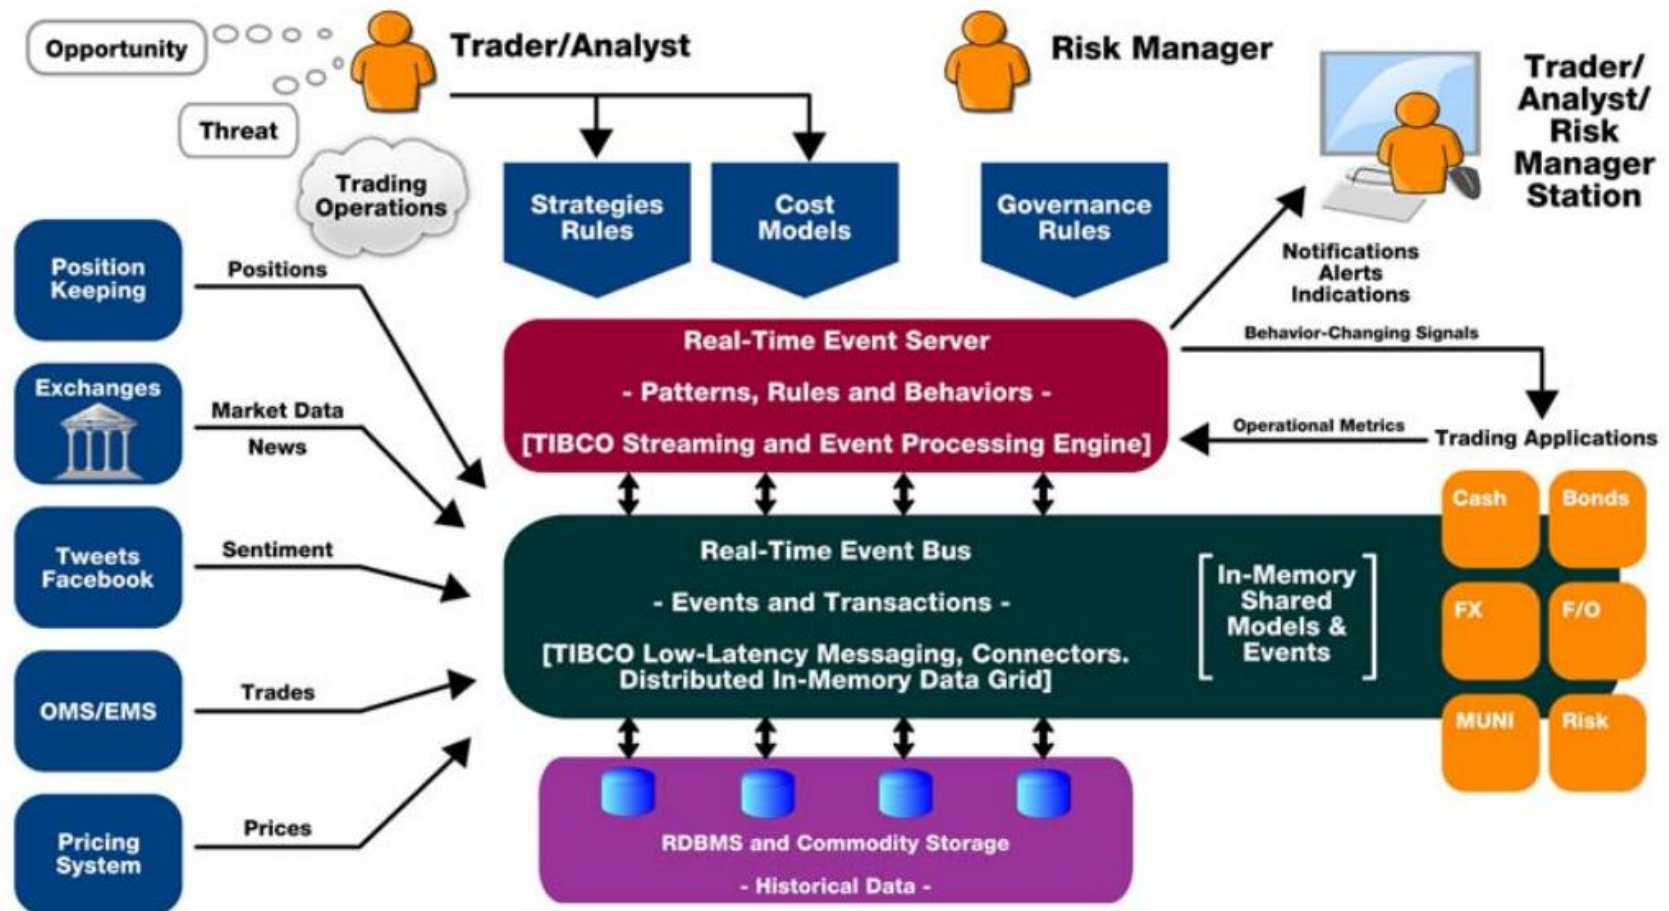 Opportunity
Trader/Analyst
Risk Manager
Trader/
Analyst/
Risk
Manager
Station
Threat
Trading
Operations
Strategies
Rules
Cost
Models
Governance
Rules
Notifications
Alerts
Indications
Position
Keeping
Positions
Behavior-Changing Signals
Real-Time Event Server
- Patterns, Rules and Behaviors -
[TIBCO Streaming and Event Processing Engine]
Exchanges
Market Data
News
Operational Metrics
Trading Applications
Cash
Bonds
FX
F/O
MUNI
Risk
Tweets
Facebook
Sentiment
Real-Time Event Bus
- Events and Transactions -
[TIBCO Low-Latency Messaging, Connectors.
Distributed In-Memory Data Grid]
In-Memory
Shared
Models &
Events
OMS/EMS
Trades
Pricing
System
Prices
RDBMS and Commodity Storage
- Historical Data -